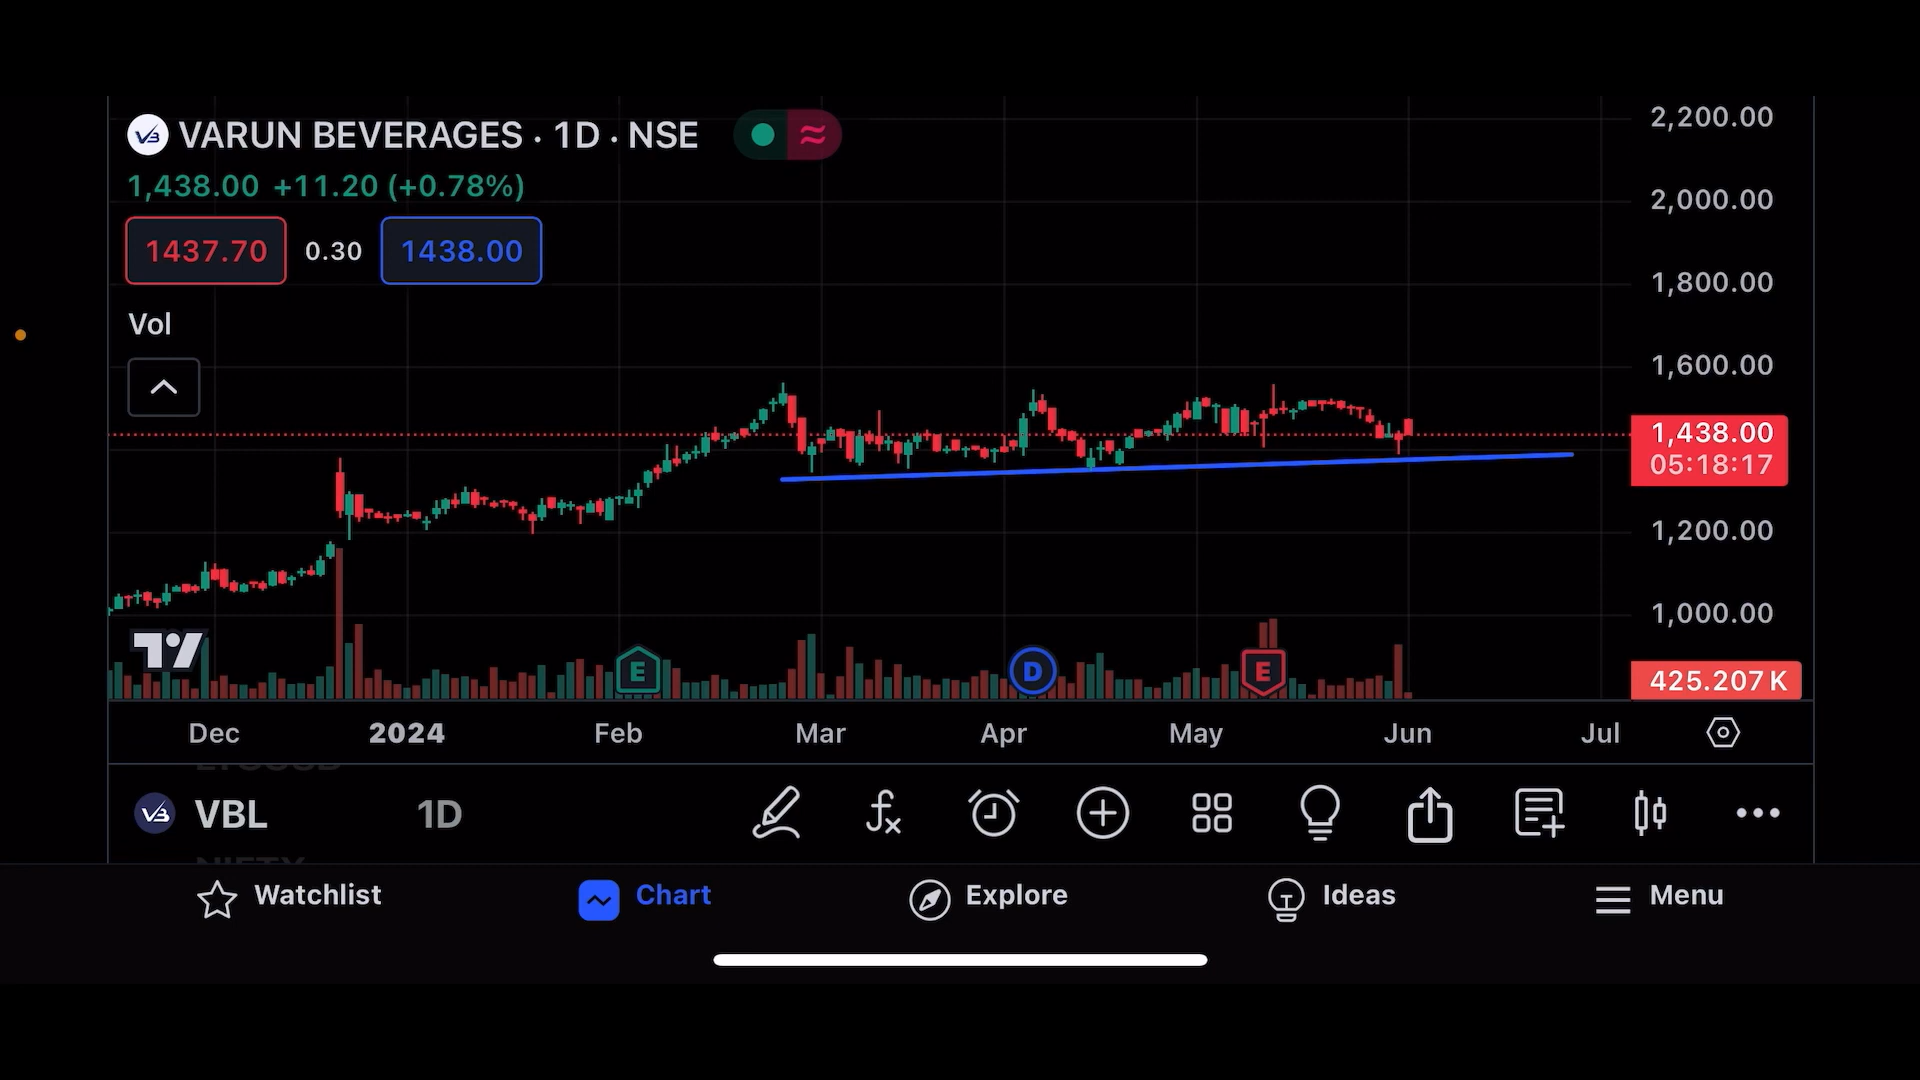 VARUN BEVERAGES · 1D · NSE
1,438.00 +11.20 (+0.78%)
1437.70 0.30 1438.00
Vol
2,200.00
2,000.00
1,800.00
1,600.00
1,438.00
05:18:17
1,200.00
1,000.00
425.207 K
E D E
Dec 2024 Feb Mar Apr May Jun Jul
VBL 1D
Watchlist Chart Explore Ideas Menu